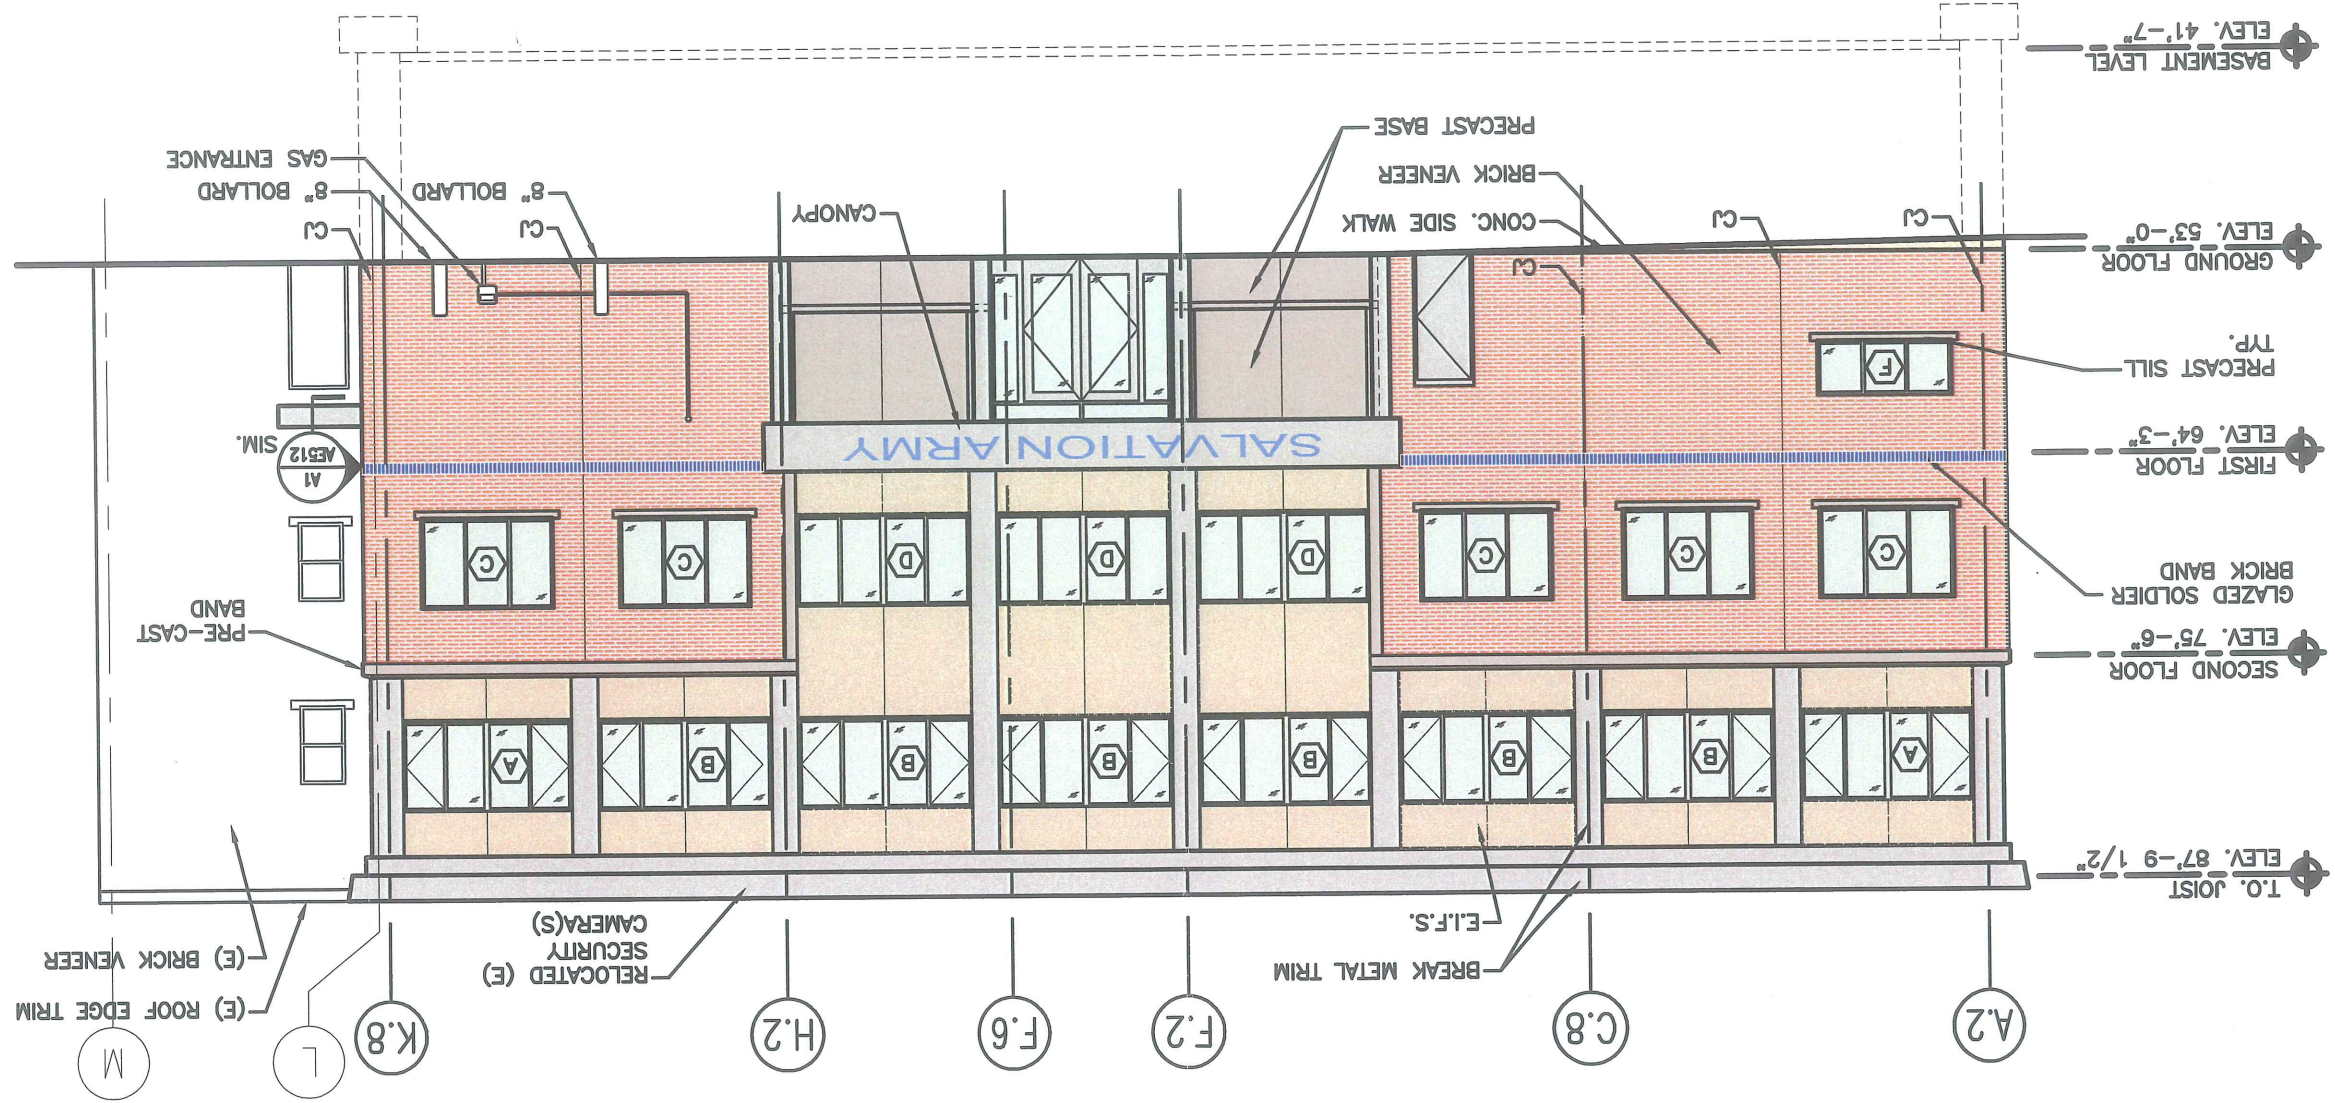 A.2
C.8
F.2
F.6
H.2
K.8
L
M
BREAK METAL TRIM
E.I.F.S.
RELOCATED (E)
SECURITY
CAMERA(S)
(E) ROOF EDGE TRIM
(E) BRICK VENEER
T.O. JOIST
ELEV. 87'-9 1/2"
A
B
B
B
B
B
B
A
SECOND FLOOR
ELEV. 75'-6"
PRE-CAST
BAND
GLAZED SOLDIER
BRICK BAND
C
C
C
D
D
D
C
C
FIRST FLOOR
ELEV. 64'-3"
SALVATION ARMY
A1
AE512
SIM.
PRECAST SILL
TYP.
F
GROUND FLOOR
ELEV. 53'-0"
CJ
CJ
CJ
CONC. SIDE WALK
BRICK VENEER
PRECAST BASE
CANOPY
8" BOLLARD
CJ
CJ
8" BOLLARD
GAS ENTRANCE
BASEMENT LEVEL
ELEV. 41'-7"